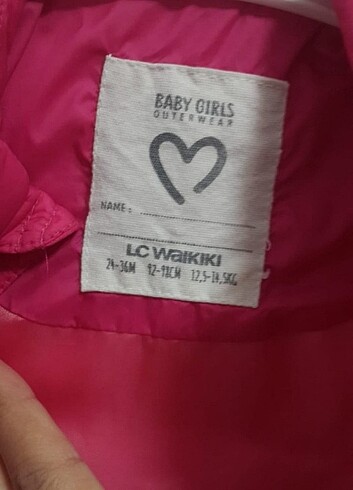 BABY GIRLS
OUTERWEAR
NAME:
LC WAIKIKI
24-36M 92-98CM 12,5-14,5KG